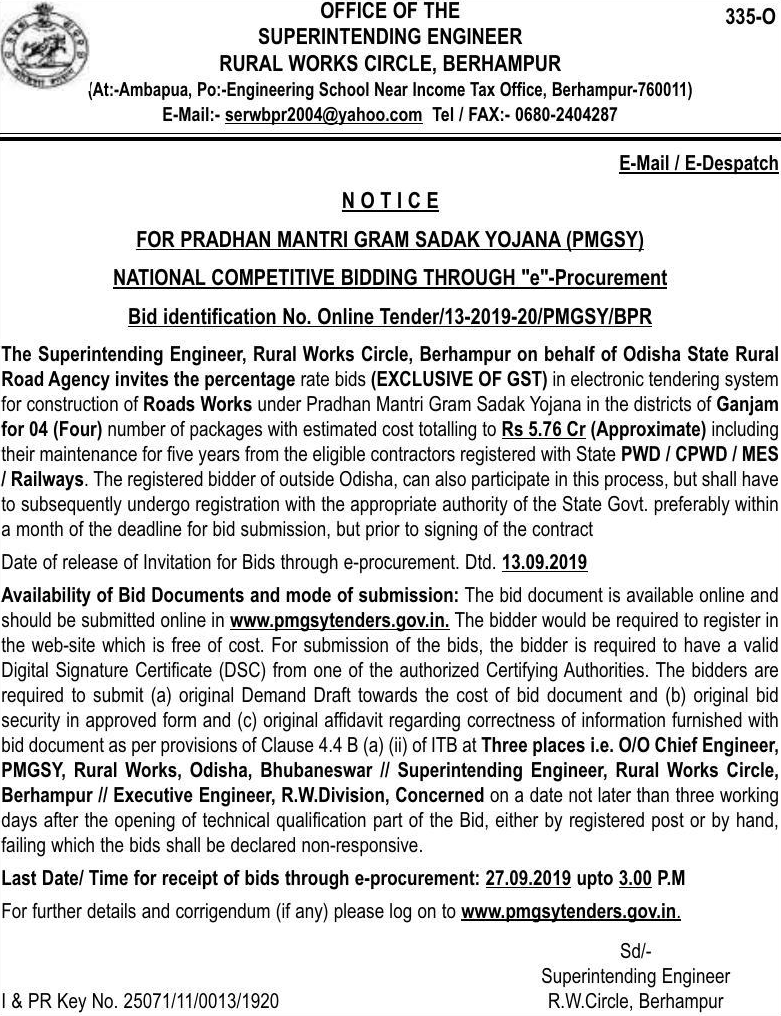 OFFICE OF THE
335-O
SUPERINTENDING ENGINEER
RURAL WORKS CIRCLE, BERHAMPUR
(At:-Ambapua, Po:-Engineering School Near Income Tax Office, Berhampur-760011)
E-Mail:- serwbpr2004@yahoo.com Tel / FAX:- 0680-2404287
E-Mail / E-Despatch
N O T I C E
FOR PRADHAN MANTRI GRAM SADAK YOJANA (PMGSY)
NATIONAL COMPETITIVE BIDDING THROUGH "e"-Procurement
Bid identification No. Online Tender/13-2019-20/PMGSY/BPR
The Superintending Engineer, Rural Works Circle, Berhampur on behalf of Odisha State Rural
Road Agency invites the percentage rate bids (EXCLUSIVE OF GST) in electronic tendering system
for construction of Roads Works under Pradhan Mantri Gram Sadak Yojana in the districts of Ganjam
for 04 (Four) number of packages with estimated cost totalling to Rs 5.76 Cr (Approximate) including
their maintenance for five years from the eligible contractors registered with State PWD / CPWD / MES
/ Railways. The registered bidder of outside Odisha, can also participate in this process, but shall have
to subsequently undergo registration with the appropriate authority of the State Govt. preferably within
a month of the deadline for bid submission, but prior to signing of the contract
Date of release of Invitation for Bids through e-procurement. Dtd. 13.09.2019
Availability of Bid Documents and mode of submission: The bid document is available online and
should be submitted online in www.pmgsytenders.gov.in. The bidder would be required to register in
the web-site which is free of cost. For submission of the bids, the bidder is required to have a valid
Digital Signature Certificate (DSC) from one of the authorized Certifying Authorities. The bidders are
required to submit (a) original Demand Draft towards the cost of bid document and (b) original bid
security in approved form and (c) original affidavit regarding correctness of information furnished with
bid document as per provisions of Clause 4.4 B (a) (ii) of ITB at Three places i.e. O/O Chief Engineer,
PMGSY, Rural Works, Odisha, Bhubaneswar // Superintending Engineer, Rural Works Circle,
Berhampur // Executive Engineer, R.W.Division, Concerned on a date not later than three working
days after the opening of technical qualification part of the Bid, either by registered post or by hand,
failing which the bids shall be declared non-responsive.
Last Date/ Time for receipt of bids through e-procurement: 27.09.2019 upto 3.00 P.M
For further details and corrigendum (if any) please log on to www.pmgsytenders.gov.in.
Sd/-
Superintending Engineer
I & PR Key No. 25071/11/0013/1920
R.W.Circle, Berhampur